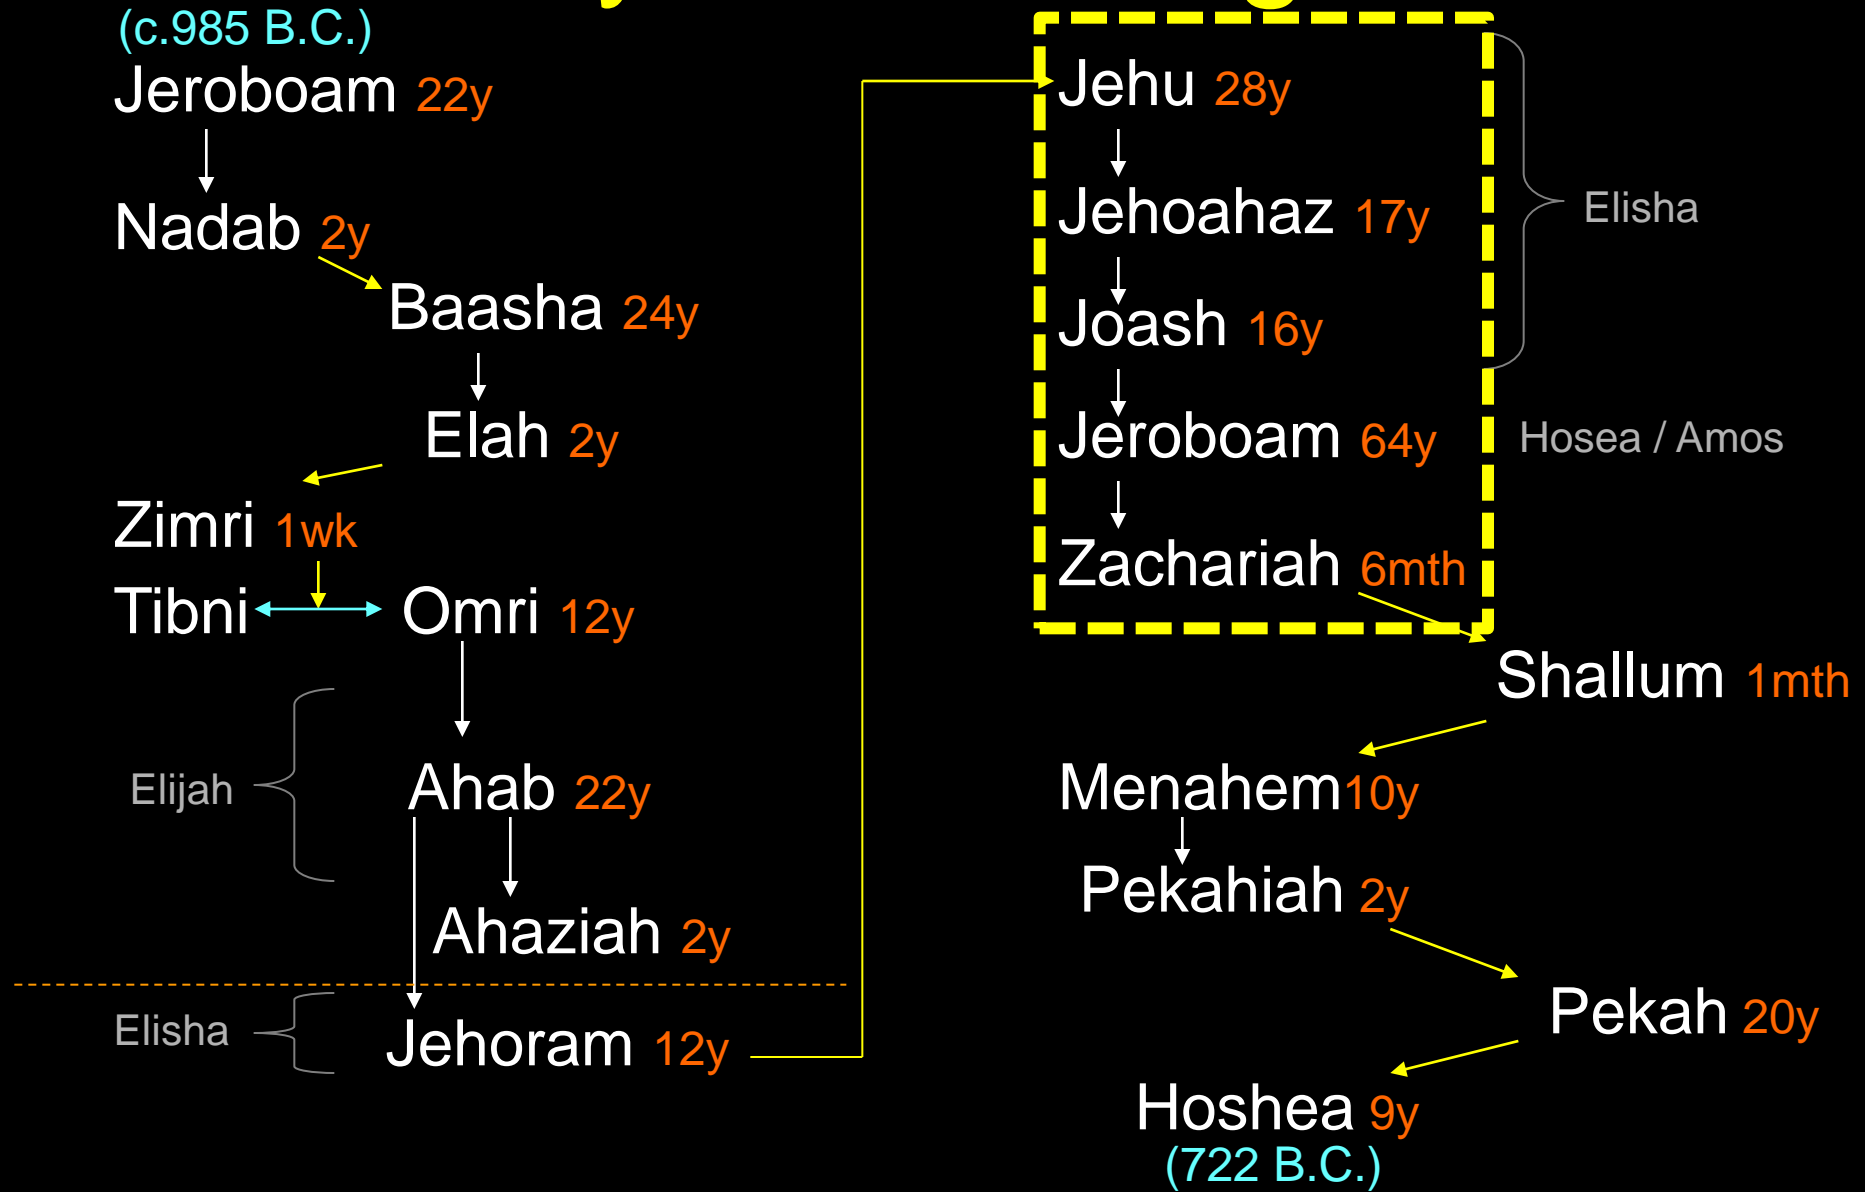 (c.985 B.C.)
Jeroboam 22y
Nadab 2y
Baasha 24y
Elah 2y
Zimri 1wk
Tibni Omri 12y
Elijah
Ahab 22y
Ahaziah 2y
Elisha
Jehoram 12y
Jehu 28y
Jehoahaz 17y
Elisha
Joash 16y
Jeroboam 64y
Hosea / Amos
Zachariah 6mth
Shallum 1mth
Menahem 10y
Pekahiah 2y
Pekah 20y
Hoshea 9y
(722 B.C.)